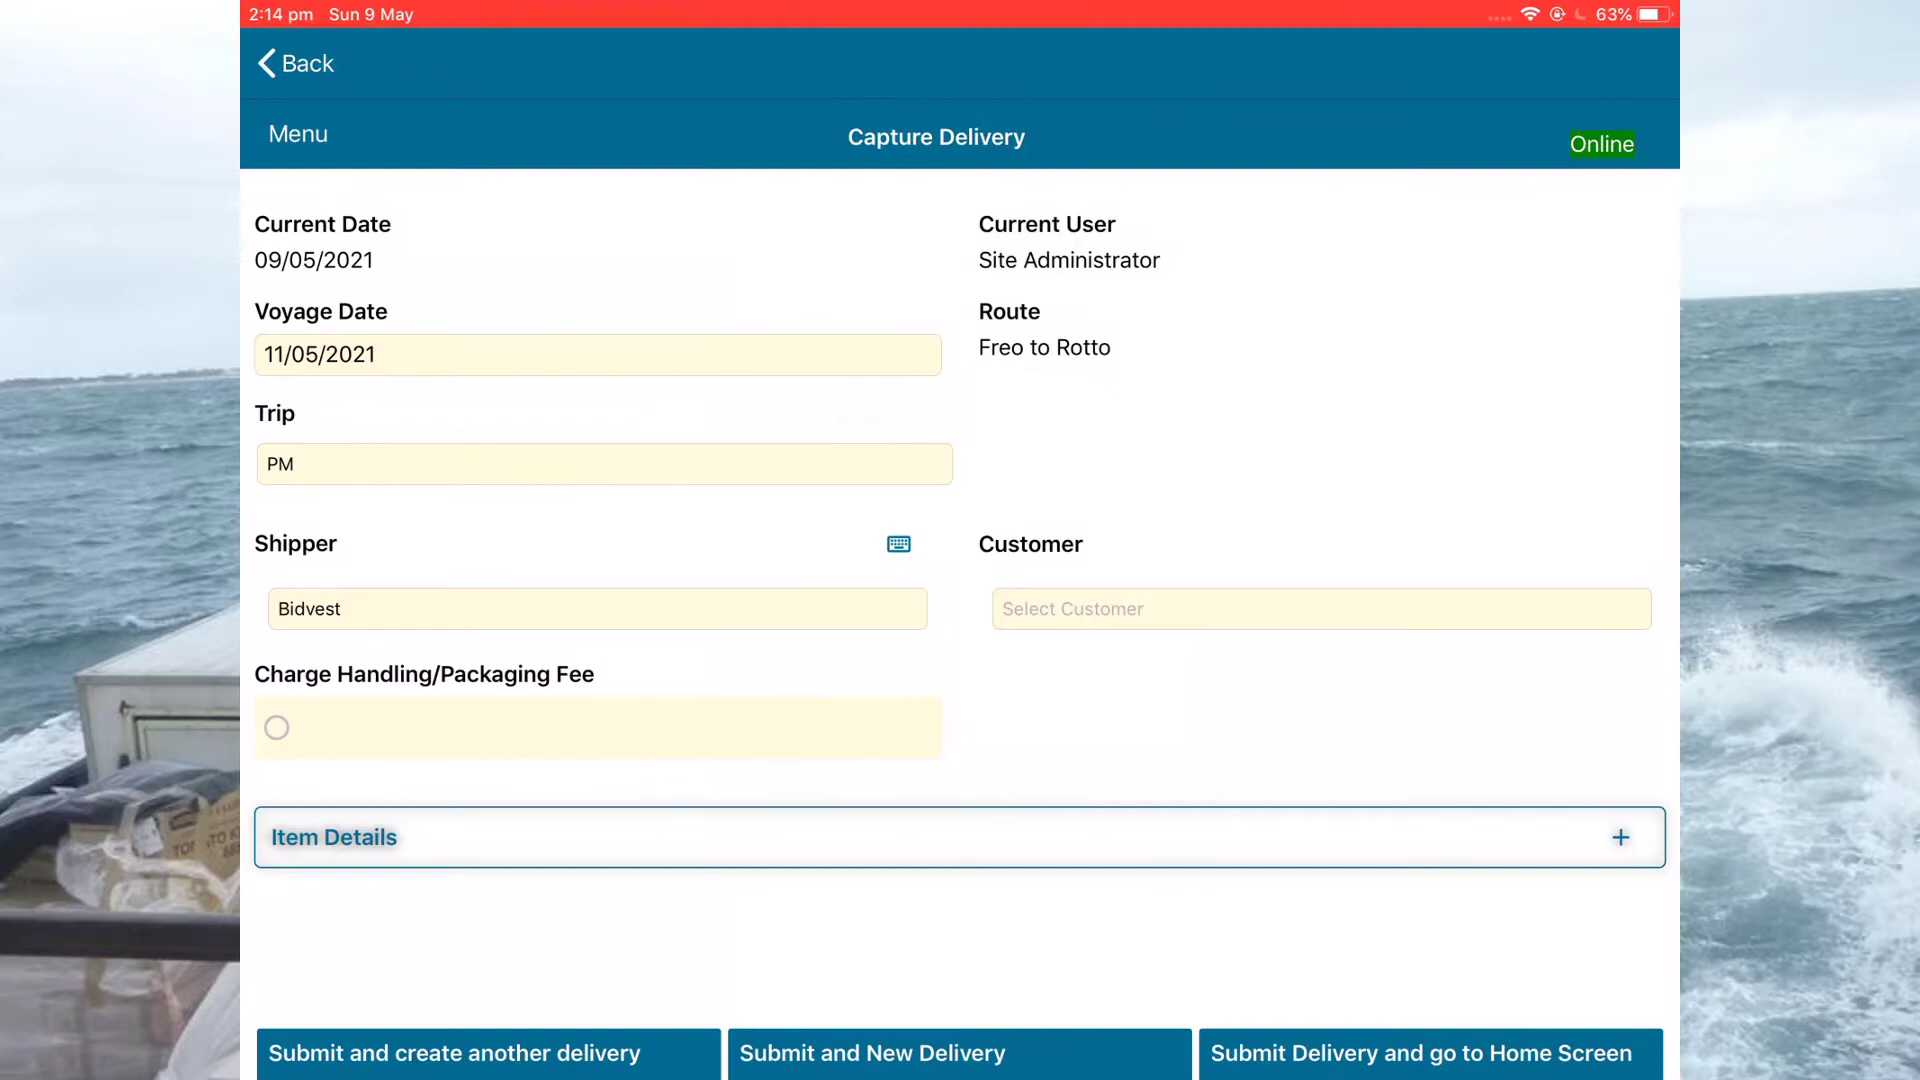 2:14 pm Sun 9 May 63%
Back
Menu
Capture Delivery
Online
Current Date
09/05/2021
Current User
Site Administrator
Voyage Date
11/05/2021
Route
Freo to Rotto
Trip
PM
Shipper
Customer
Bidvest
Select Customer
Charge Handling/Packaging Fee
Item Details
+
Submit and create another delivery
Submit and New Delivery
Submit Delivery and go to Home Screen